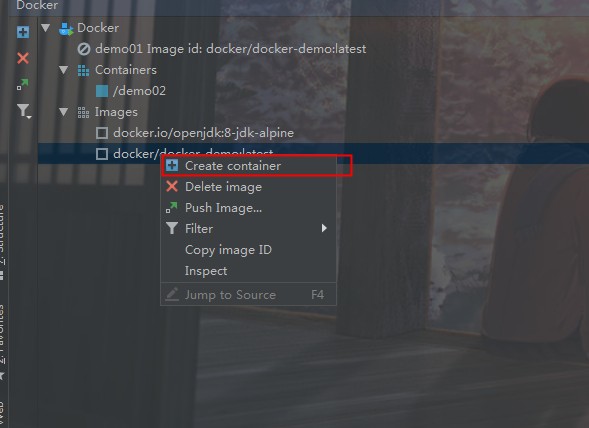 Docker
Docker
demo01 Image id: docker/docker-demo:latest
Containers
/demo02
Images
docker.io/openjdk:8-jdk-alpine
docker/docker-demo:latest
Create container
Delete image
Push Image...
Filter
Copy image ID
Inspect
Jump to Source F4
2: Favorites
Web